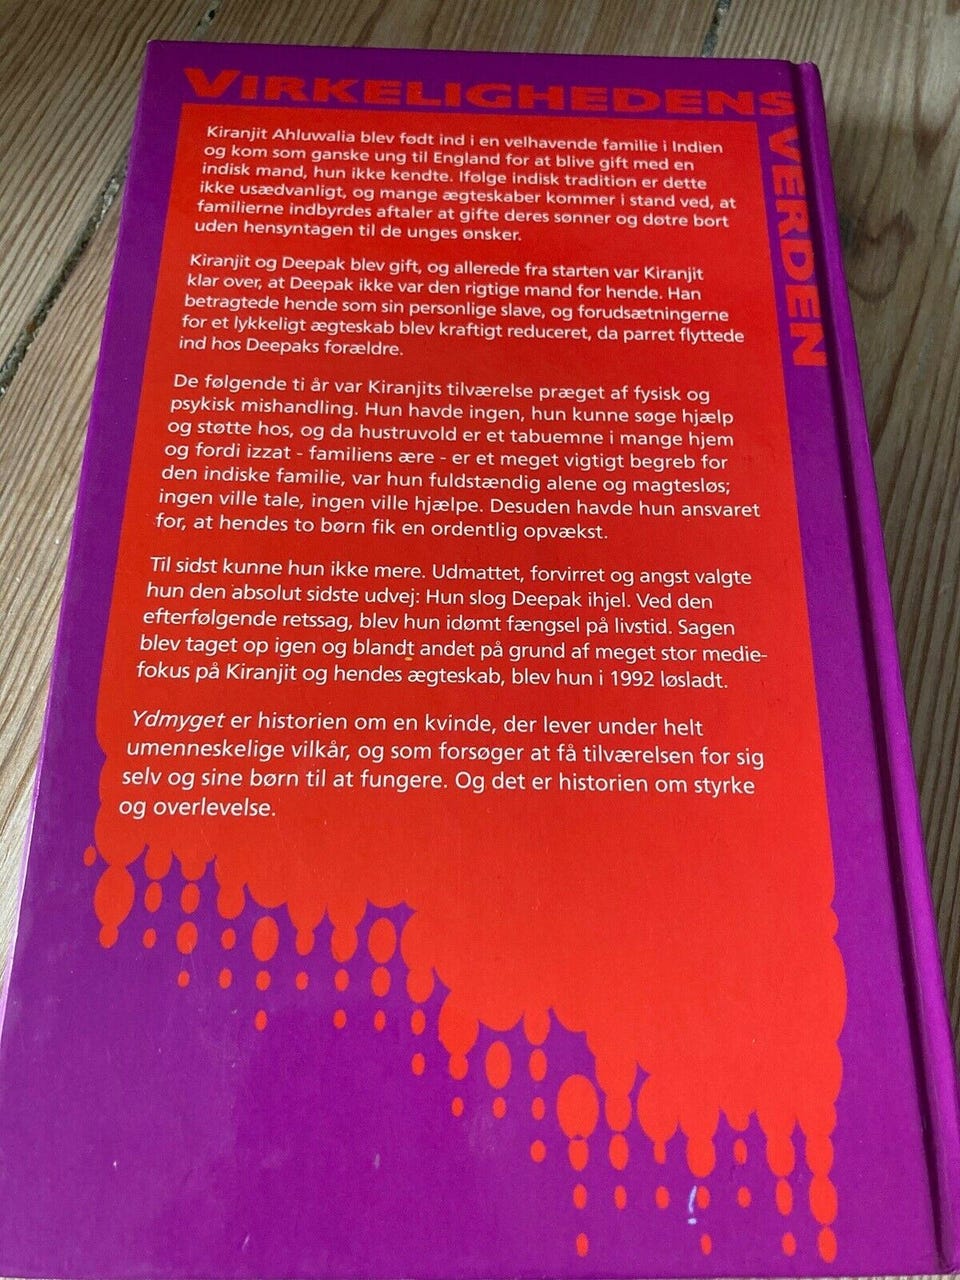 VIRKELIGHEDENS
VERDEN
Kiranjit Ahluwalia blev født ind i en velhavende familie i Indien
og kom som ganske ung til England for at blive gift med en
indisk mand, hun ikke kendte. Ifølge indisk tradition er dette
ikke usædvanligt, og mange ægteskaber kommer i stand ved, at
familierne indbyrdes aftaler at gifte deres sønner og døtre bort
uden hensyntagen til de unges ønsker.
Kiranjit og Deepak blev gift, og allerede fra starten var Kiranjit
klar over, at Deepak ikke var den rigtige mand for hende. Han
betragtede hende som sin personlige slave, og forudsætningerne
for et lykkeligt ægteskab blev kraftigt reduceret, da parret flyttede
ind hos Deepaks forældre.
De følgende ti år var Kiranjits tilværelse præget af fysisk og
psykisk mishandling. Hun havde ingen, hun kunne søge hjælp
og støtte hos, og da hustruvold er et tabuemne i mange hjem
og fordi izzat - familiens ære - er et meget vigtigt begreb for
den indiske familie, var hun fuldstændig alene og magtesløs;
ingen ville tale, ingen ville hjælpe. Desuden havde hun ansvaret
for, at hendes to børn fik en ordentlig opvækst.
Til sidst kunne hun ikke mere. Udmattet, forvirret og angst valgte
hun den absolut sidste udvej: Hun slog Deepak ihjel. Ved den
efterfølgende retssag, blev hun idømt fængsel på livstid. Sagen
blev taget op igen og blandt andet på grund af meget stor medie-
fokus på Kiranjit og hendes ægteskab, blev hun i 1992 løsladt.
Ydmyget er historien om en kvinde, der lever under helt
umenneskelige vilkår, og som forsøger at få tilværelsen for sig
selv og sine børn til at fungere. Og det er historien om styrke
og overlevelse.